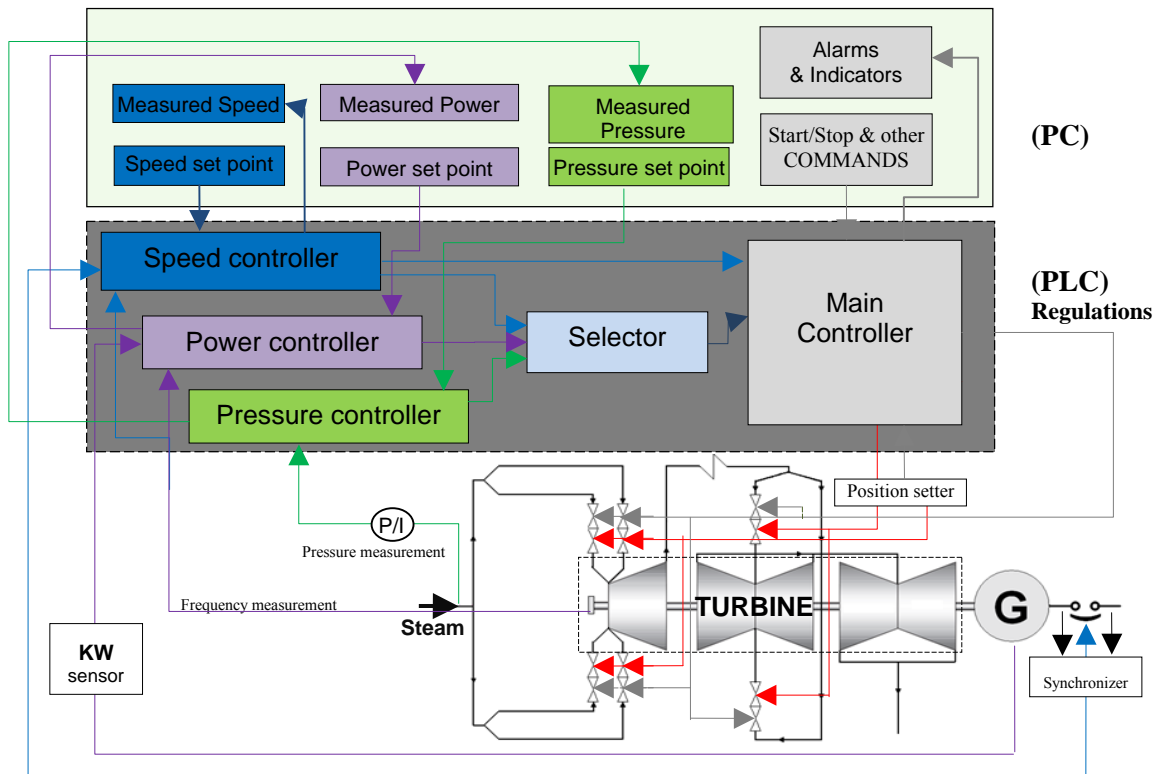 Alarms
& Indicators
Measured Speed
Measured Power
Measured
Pressure
Start/Stop & other
COMMANDS
(PC)
Speed set point
Power set point
Pressure set point
Speed controller
(PLC)
Regulations
Main
Controller
Power controller
Selector
Pressure controller
Position setter
P/I
Pressure measurement
Frequency measurement
Steam
TURBINE
G
KW
sensor
Synchronizer